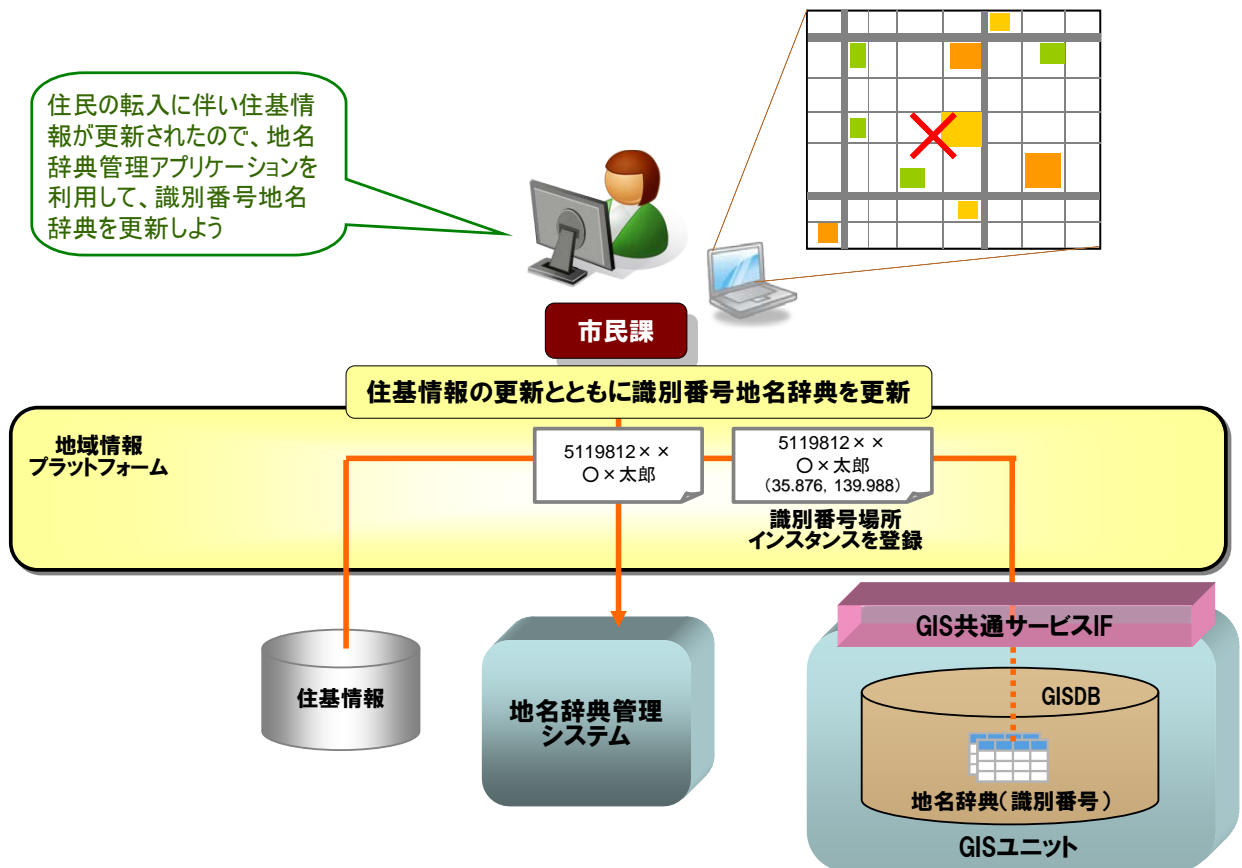 住民の転入に伴い住基情
報が更新されたので、地名
辞典管理アプリケーションを
利用して、識別番号地名
辞典を更新しよう
市民課
住基情報の更新とともに識別番号地名辞典を更新
地域情報
プラットフォーム
5119812××
○×太郎
5119812××
○×太郎
(35.876, 139.988)
識別番号場所
インスタンスを登録
GIS共通サービスIF
住基情報
地名辞典管理
システム
GISDB
地名辞典(識別番号)
GISユニット